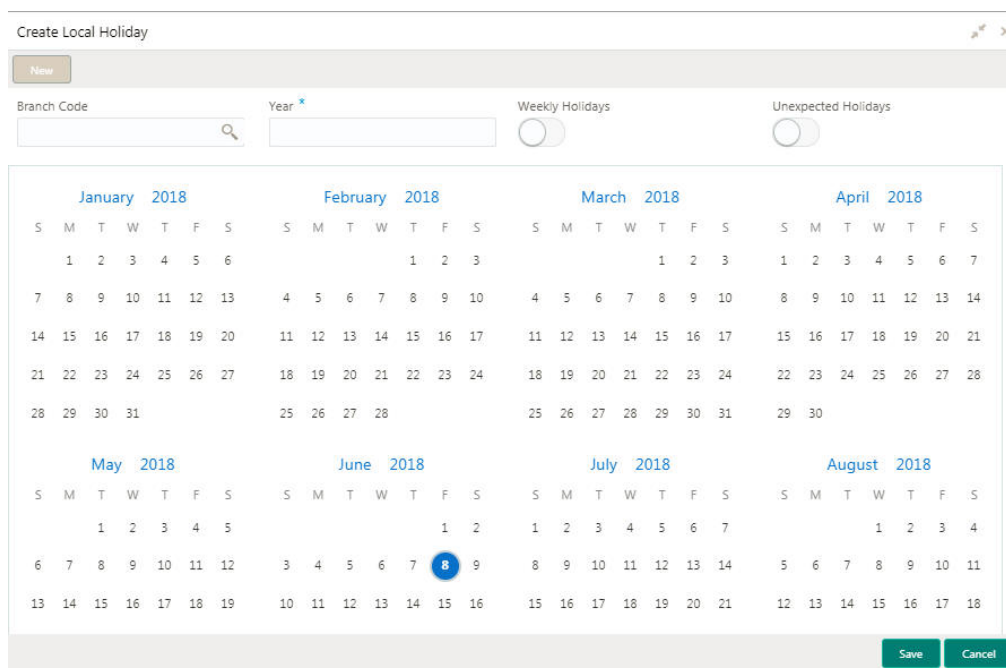 Create Local Holiday
New
Branch Code Year * Weekly Holidays Unexpected Holidays
January 2018 February 2018 March 2018 April 2018
S M T W T F S S M T W T F S S M T W T F S S M T W T F S
1 2 3 4 5 6 1 2 3 1 2 3 1 2 3 4 5 6 7
7 8 9 10 11 12 13 4 5 6 7 8 9 10 4 5 6 7 8 9 10 8 9 10 11 12 13 14
14 15 16 17 18 19 20 11 12 13 14 15 16 17 11 12 13 14 15 16 17 15 16 17 18 19 20 21
21 22 23 24 25 26 27 18 19 20 21 22 23 24 18 19 20 21 22 23 24 22 23 24 25 26 27 28
28 29 30 31 25 26 27 28 25 26 27 28 29 30 31 29 30
May 2018 June 2018 July 2018 August 2018
S M T W T F S S M T W T F S S M T W T F S S M T W T F S
1 2 3 4 5 1 2 1 2 3 4 5 6 7 1 2 3 4
6 7 8 9 10 11 12 3 4 5 6 7 8 9 8 9 10 11 12 13 14 5 6 7 8 9 10 11
13 14 15 16 17 18 19 10 11 12 13 14 15 16 15 16 17 18 19 20 21 12 13 14 15 16 17 18
Save Cancel